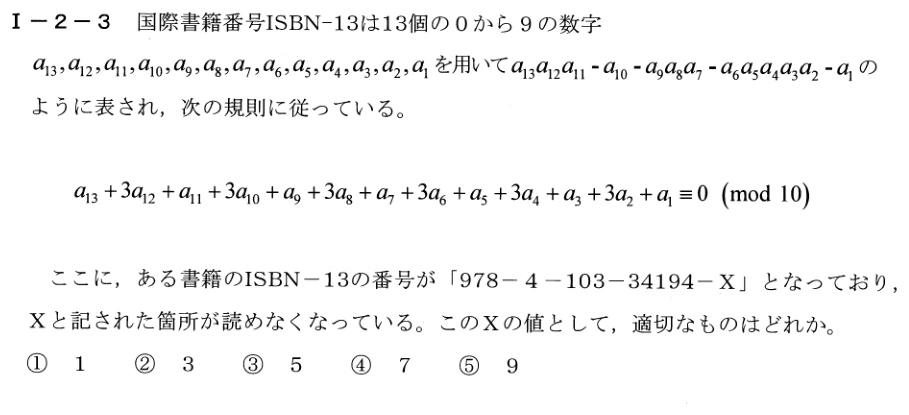 Ⅰ－２－３　国際書籍番号ISBN-13は13個の０から９の数字
a₁₃, a₁₂, a₁₁, a₁₀, a₉, a₈, a₇, a₆, a₅, a₄, a₃, a₂, a₁ を用いて a₁₃a₁₂a₁₁ - a₁₀ - a₉a₈a₇ - a₆a₅a₄a₃a₂ - a₁ の
ように表され，次の規則に従っている。
a₁₃ + 3a₁₂ + a₁₁ + 3a₁₀ + a₉ + 3a₈ + a₇ + 3a₆ + a₅ + 3a₄ + a₃ + 3a₂ + a₁ ≡ 0 (mod 10)
ここに，ある書籍のISBN－13の番号が「978－４－103－34194－Ｘ」となっており，
Ｘと記された箇所が読めなくなっている。このＸの値として，適切なものはどれか。
①　１　②　３　③　５　④　７　⑤　９